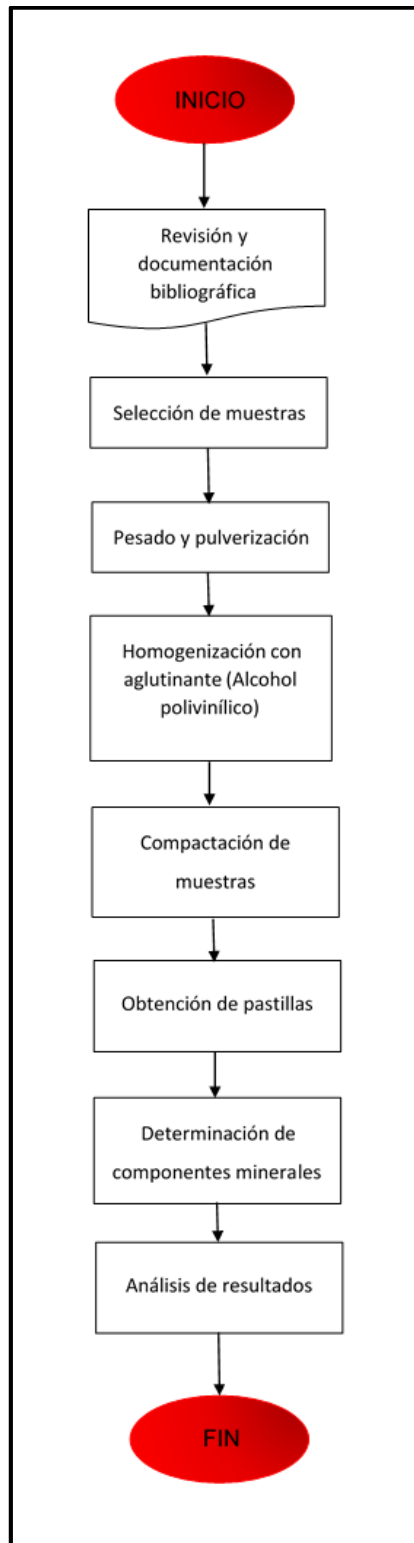 INICIO
Revisión y
documentación
bibliográfica
Selección de muestras
Pesado y pulverización
Homogenización con
aglutinante (Alcohol
polivinílico)
Compactación de
muestras
Obtención de pastillas
Determinación de
componentes minerales
Análisis de resultados
FIN